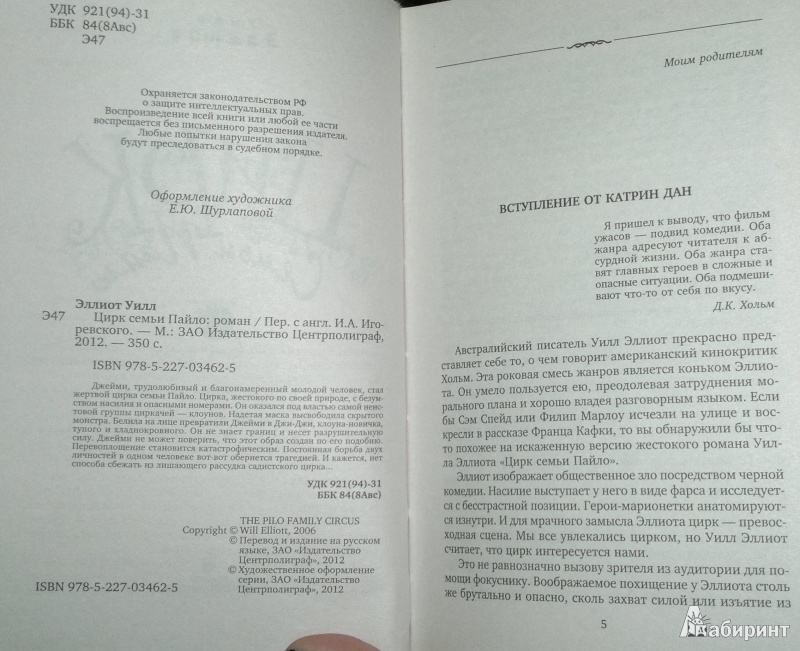 УДК 921(94)-31
ББК 84(8Авс)
Э47
Охраняется законодательством РФ
о защите интеллектуальных прав.
Воспроизведение всей книги или любой ее части
воспрещается без письменного разрешения издателя.
Любые попытки нарушения закона
будут преследоваться в судебном порядке.
Оформление художника
Е.Ю. Шурлаповой
Эллиот Уилл
Э47 Цирк семьи Пайло: роман / Пер. с англ. И.А. Иго-
ревского. — М.: ЗАО Издательство Центрполиграф,
2012. — 350 с.
ISBN 978-5-227-03462-5
Джейми, трудолюбивый и благонамеренный молодой человек, стал
жертвой цирка семьи Пайло. Цирка, жестокого по своей природе, с безум-
ством насилия и опасными номерами. Он оказался под властью самой неис-
товой группы циркачей — клоунов. Надетая маска высвободила скрытого
монстра. Белила на лице превратили Джейми в Джи-Джи, клоуна-новичка,
тупого и хладнокровного. Он не знает границ и несет разрушительную
силу. Джейми не может поверить, что этот образ создан по его подобию.
Перевоплощение становится катастрофическим. Постоянная борьба двух
личностей в одном человеке вот-вот обернется трагедией. И кажется, нет
способа сбежать из лишающего рассудка садистского цирка...
УДК 921(94)-31
ББК 84(8Авс)
THE PILO FAMILY CIRCUS
Copyright © Will Elliott, 2006
© Перевод и издание на русском
языке, ЗАО «Издательство
Центрполиграф», 2012
© Художественное оформление
серии, ЗАО «Издательство
Центрполиграф», 2012
ISBN 978-5-227-03462-5
Моим родителям
ВСТУПЛЕНИЕ ОТ КАТРИН ДАН
Я пришел к выводу, что фильм
ужасов — подвид комедии. Оба
жанра адресуют читателя к аб-
сурдной жизни. Оба жанра ста-
вят главных героев в сложные и
опасные ситуации. Оба подмеши-
вают что-то от себя по вкусу.
Д.К. Хольм
Австралийский писатель Уилл Эллиот прекрасно пред-
ставляет себе то, о чем говорит американский кинокритик
Хольм. Эта роковая смесь жанров является коньком Эллио-
та. Он умело пользуется ею, преодолевая затруднения мо-
рального плана и хорошо владея разговорным языком. Если
бы Сэм Спейд или Филип Марлоу исчезли на улице и вос-
кресли в рассказе Франца Кафки, то вы обнаружили бы что-
то похожее на искаженную версию жестокого романа Уил-
ла Эллиота «Цирк семьи Пайло».
Эллиот изображает общественное зло посредством черной
комедии. Насилие выступает у него в виде фарса и исследует-
ся с бесстрастной позиции. Герои-марионетки анатомируют-
ся изнутри. И для мрачного замысла Эллиота цирк — превос-
ходная сцена. Мы все увлекались цирком, но Уилл Эллиот
считает, что цирк интересуется нами.
Это не равнозначно вызову зрителя из аудитории для по-
мощи фокуснику. Воображаемое похищение у Эллиота столь
же брутально и опасно, сколь захват силой или изъятие из
5
Лабиринт